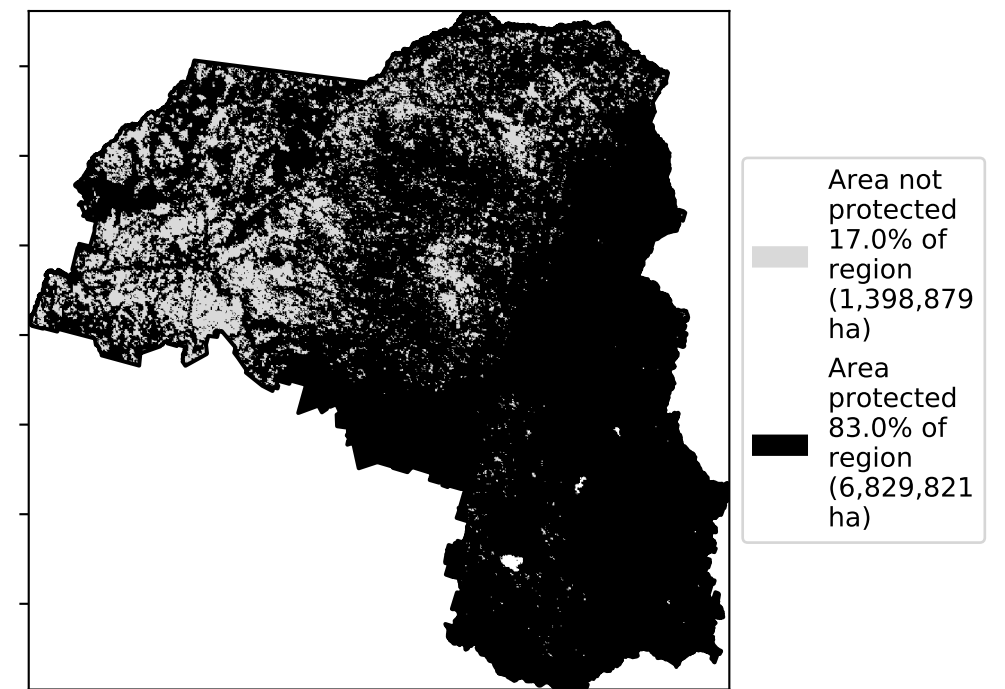 Area not
protected
17.0% of
region
(1,398,879
ha)
Area
protected
83.0% of
region
(6,829,821
ha)